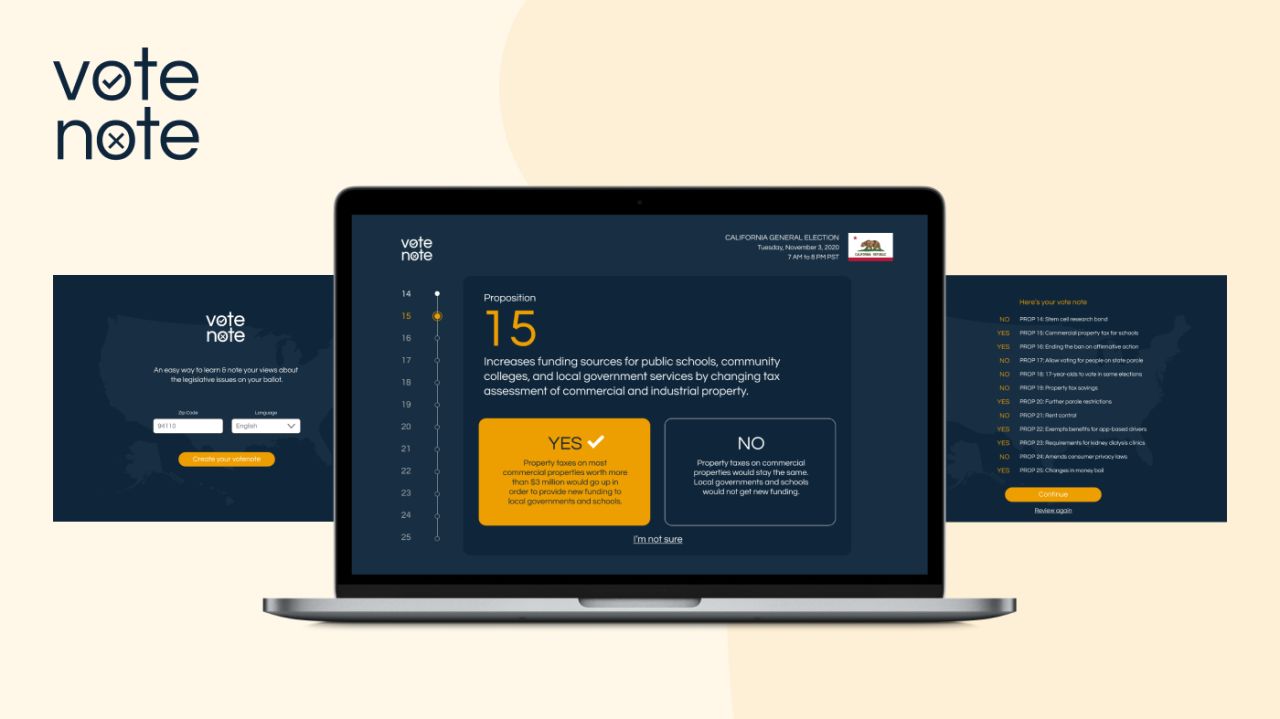 vote
note
vote
note
An easy way to learn & note your views about
the legislative issues on your ballot.
Zip Code
Language
94110
English
Create your votenote
vote
note
CALIFORNIA GENERAL ELECTION
Tuesday, November 3, 2020
7 AM to 8 PM PST
CALIFORNIA REPUBLIC
14
15
16
17
18
19
20
21
22
23
24
25
Proposition
15
Increases funding sources for public schools, community
colleges, and local government services by changing tax
assessment of commercial and industrial property.
YES
Property taxes on most
commercial properties worth more
than $3 million would go up in
order to provide new funding to
local governments and schools.
NO
Property taxes on commercial
properties would stay the same.
Local governments and schools
would not get new funding.
I'm not sure
Here's your vote note
NO PROP 14: Stem cell research bond
YES PROP 15: Commercial property tax for schools
YES PROP 16: Ending the ban on affirmative action
NO PROP 17: Allow voting for people on state parole
NO PROP 18: 17-year-olds to vote in some elections
NO PROP 19: Property tax savings
YES PROP 20: Further parole restrictions
NO PROP 21: Rent control
YES PROP 22: Exempts benefits for app-based drivers
YES PROP 23: Requirements for kidney dialysis clinics
NO PROP 24: Amends consumer privacy laws
YES PROP 25: Changes in money bail
Continue
Review again